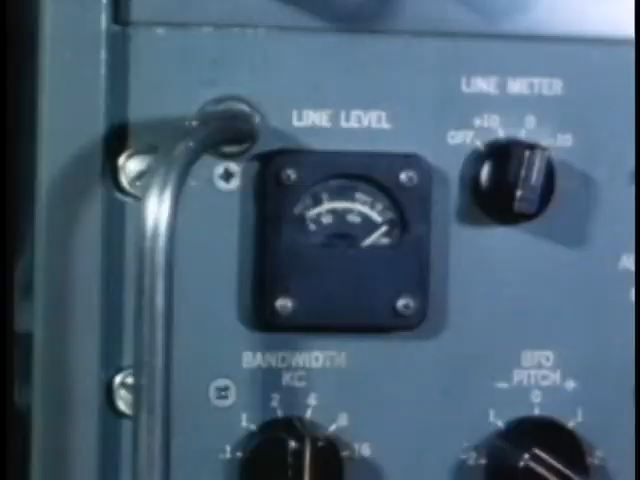 LINE METER
LINE LEVEL
+10 0
OFF -10
BANDWIDTH
KC
BFO
PITCH
- +
2 4
0
1 8
1 1
.1 16
-2 2